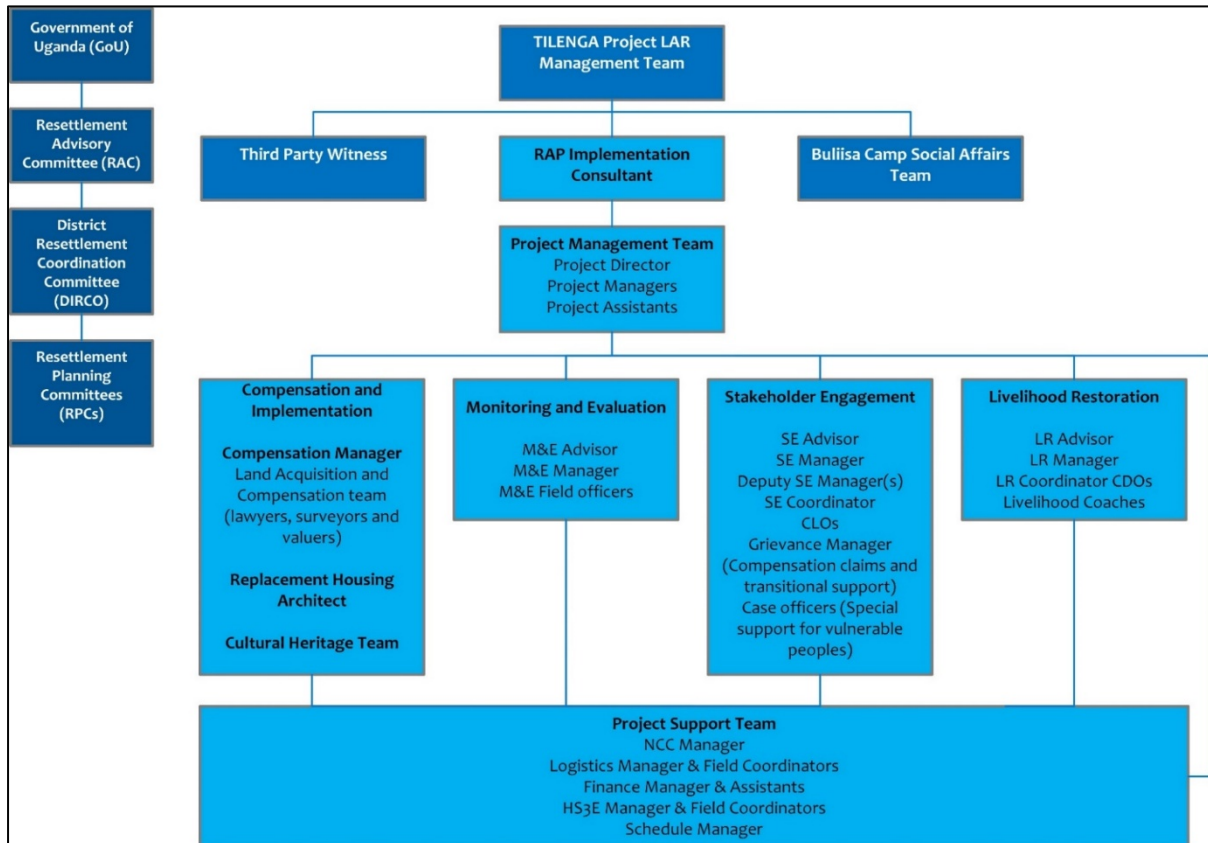 Government of
Uganda (GoU)
Resettlement
Advisory
Committee (RAC)
District
Resettlement
Coordination
Committee
(DIRCO)
Resettlement
Planning
Committees
(RPCs)
TILENGA Project LAR
Management Team
Third Party Witness
RAP Implementation
Consultant
Buliisa Camp Social Affairs
Team
Project Management Team
Project Director
Project Managers
Project Assistants
Compensation and
Implementation
Compensation Manager
Land Acquisition and
Compensation team
(lawyers, surveyors and
valuers)
Replacement Housing
Architect
Cultural Heritage Team
Monitoring and Evaluation
M&E Advisor
M&E Manager
M&E Field officers
Stakeholder Engagement
SE Advisor
SE Manager
Deputy SE Manager(s)
SE Coordinator
CLOs
Grievance Manager
(Compensation claims and
transitional support)
Case officers (Special
support for vulnerable
peoples)
Livelihood Restoration
LR Advisor
LR Manager
LR Coordinator CDOs
Livelihood Coaches
Project Support Team
NCC Manager
Logistics Manager & Field Coordinators
Finance Manager & Assistants
HS3E Manager & Field Coordinators
Schedule Manager